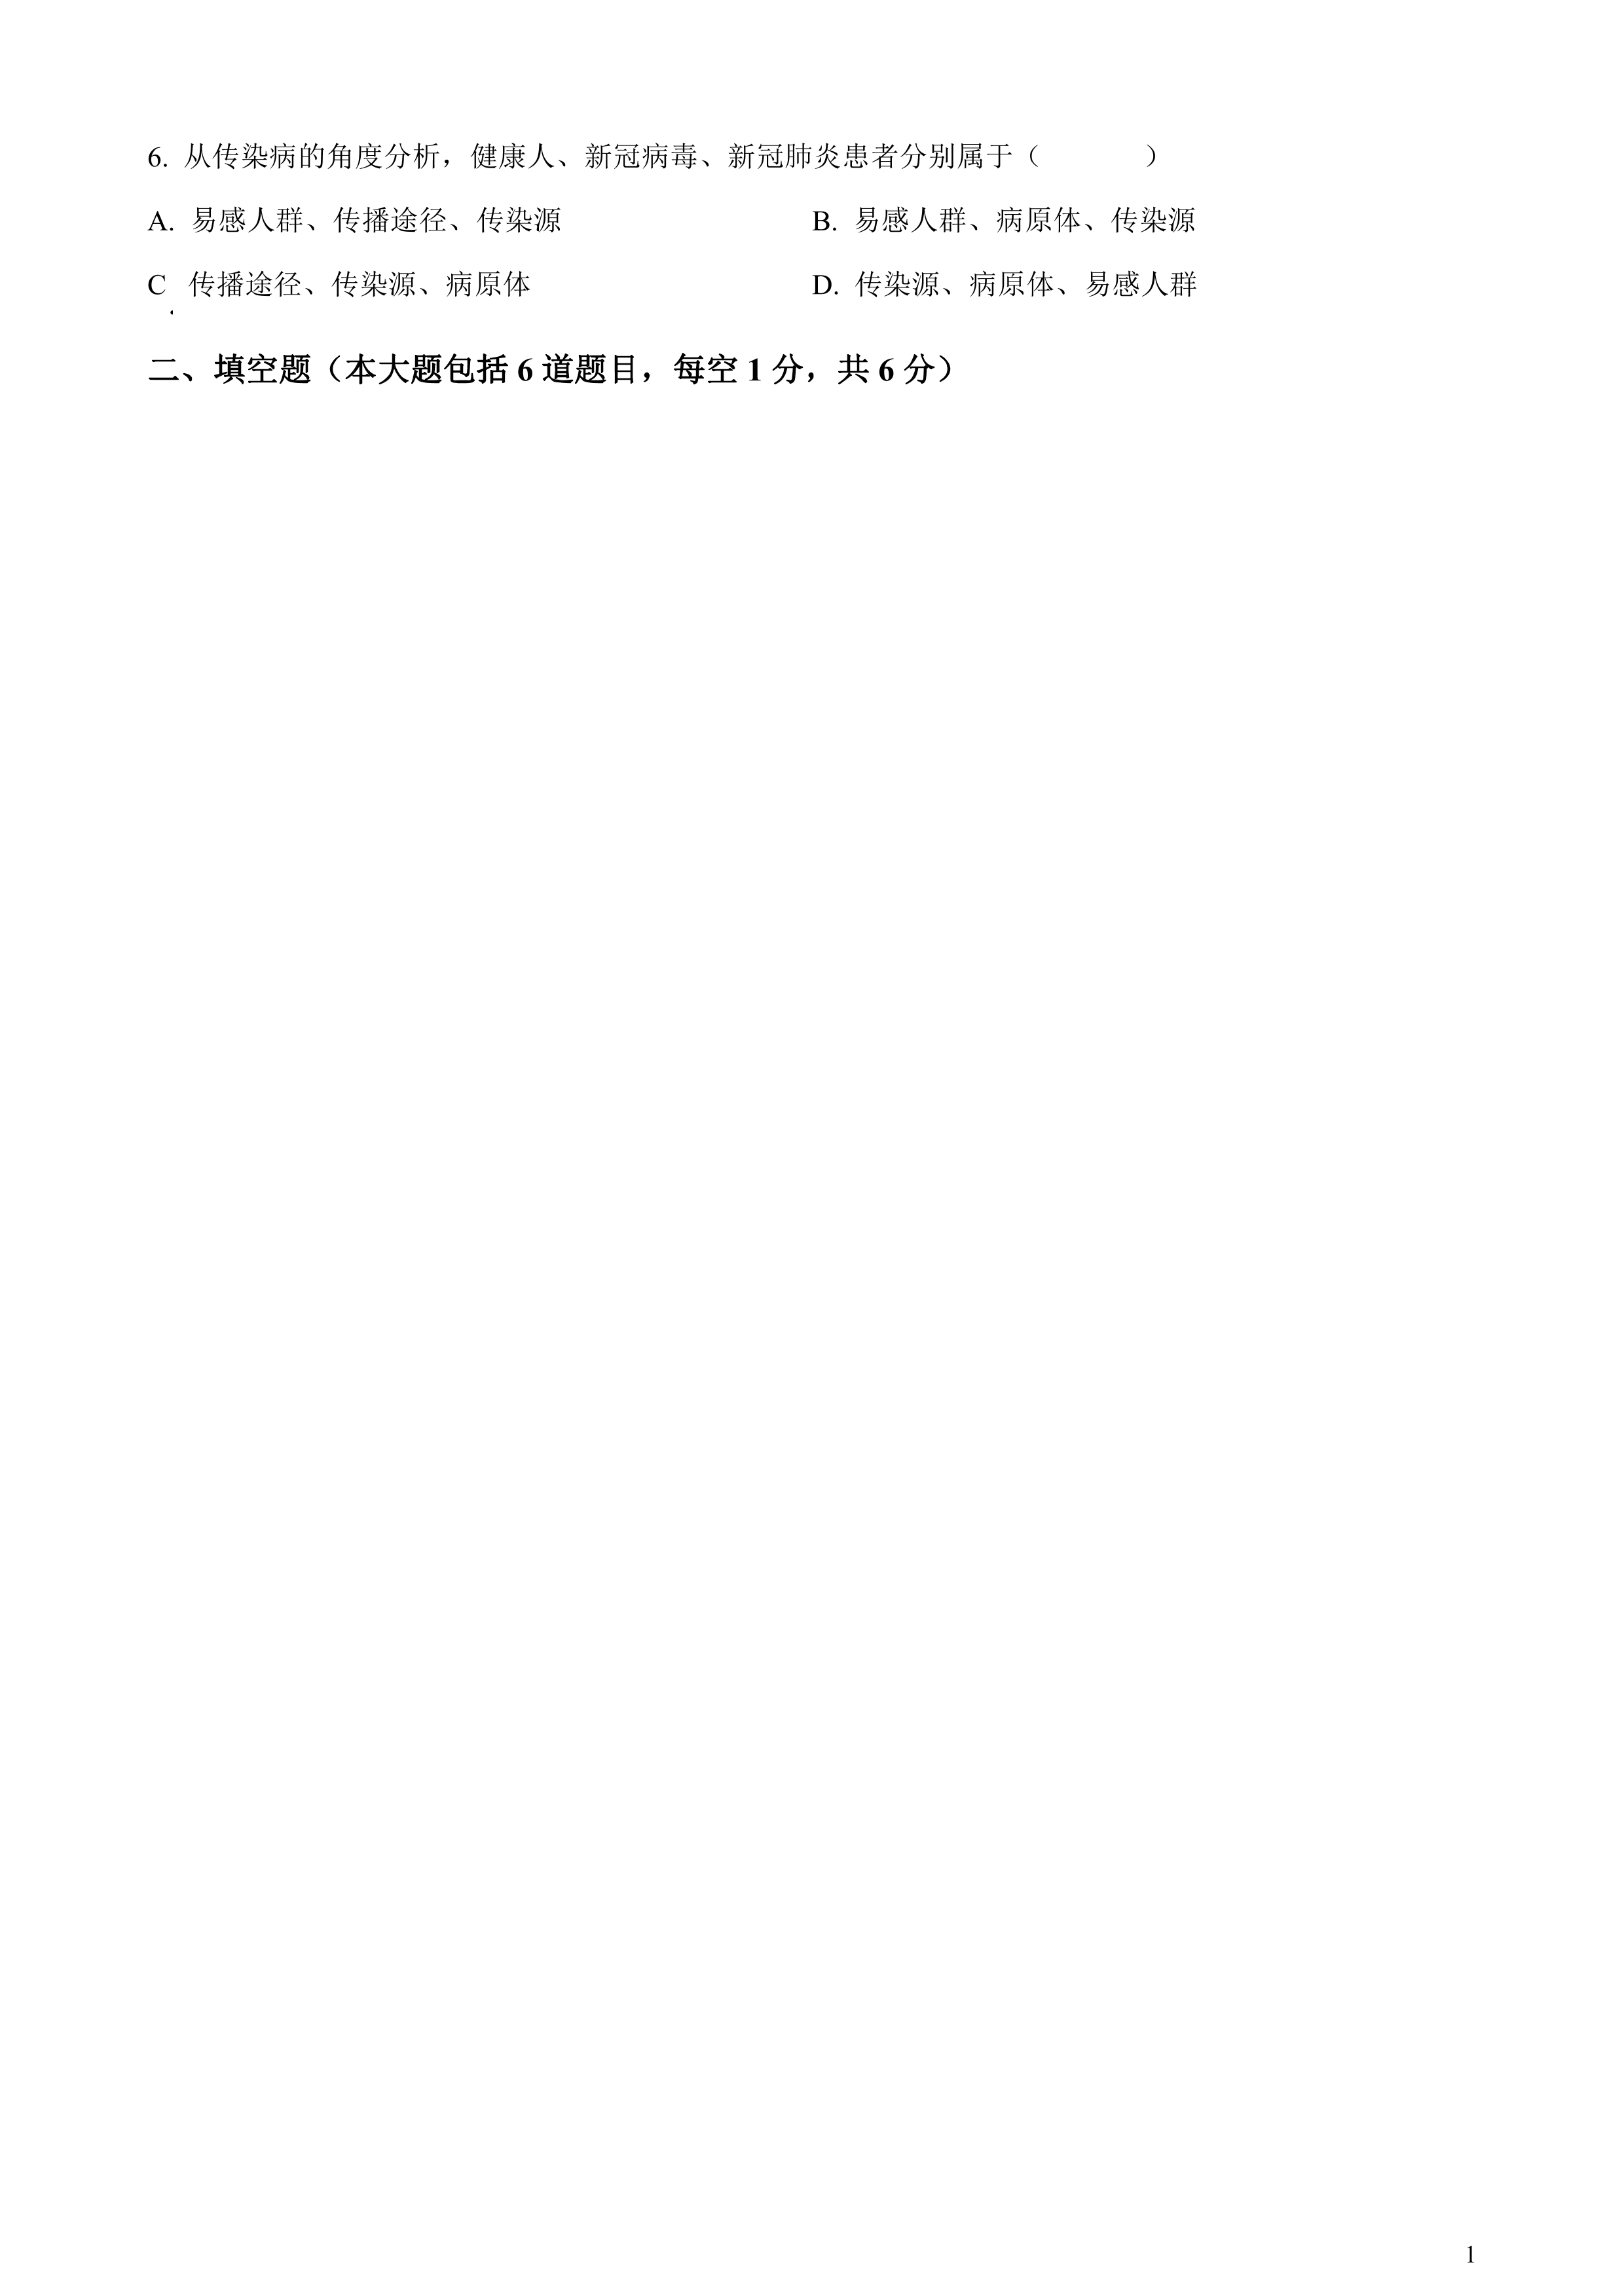 6. 从传染病的角度分析，健康人、新冠病毒、新冠肺炎患者分别属于（　　　）
A. 易感人群、传播途径、传染源　　B. 易感人群、病原体、传染源
C. 传播途径、传染源、病原体　　D. 传染源、病原体、易感人群
二、填空题（本大题包括 6 道题目，每空 1 分，共 6 分）
1